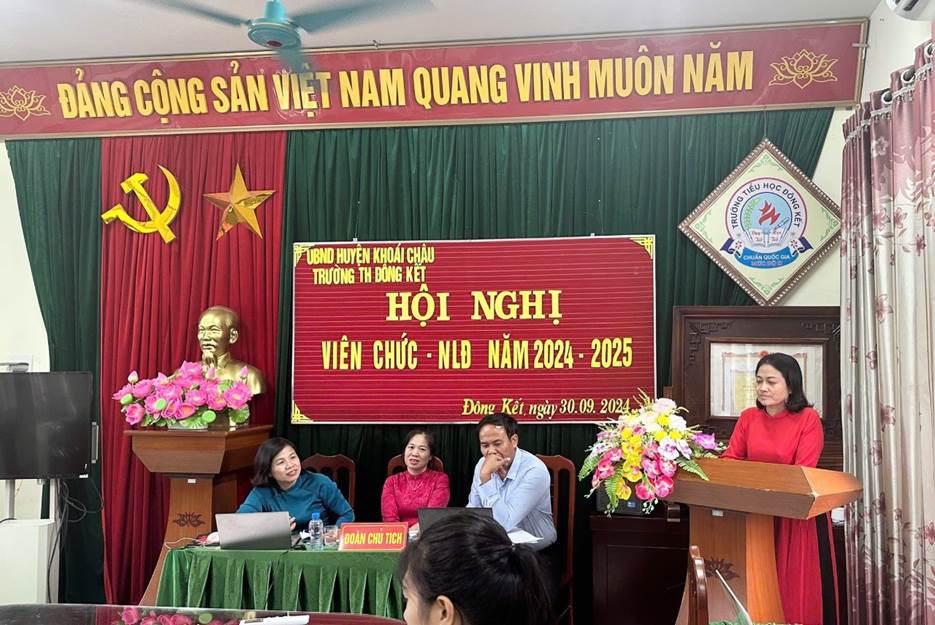 ĐẢNG CỘNG SẢN VIỆT NAM QUANG VINH MUÔN NĂM
UBND HUYỆN KHOÁI CHÂU
TRƯỜNG TH ĐÔNG KẾT
HỘI NGHỊ
VIÊN CHỨC - NLĐ NĂM 2024 - 2025
Đông Kết, ngày 30.09.2024
TRƯỜNG TIỂU HỌC ĐÔNG KẾT
CHUẨN QUỐC GIA
ĐOÀN CHỦ TỊCH